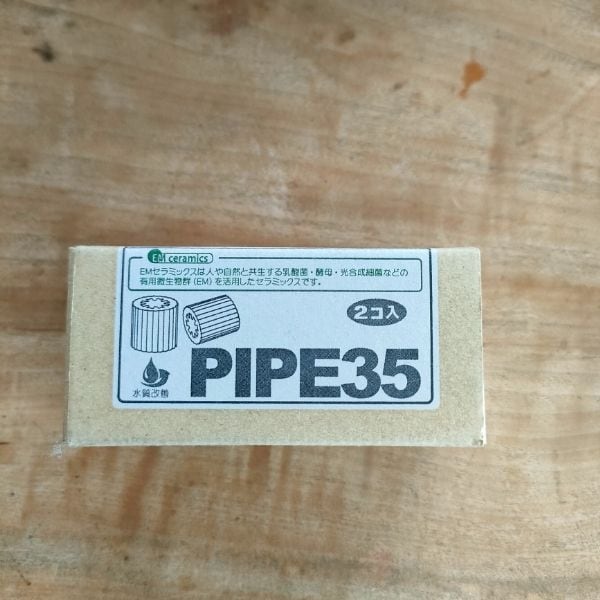 EM ceramics
EMセラミックスは人や自然と共生する乳酸菌・酵母・光合成細菌などの
有用微生物群(EM)を活用したセラミックスです。
2コ入
PIPE35
水質改善